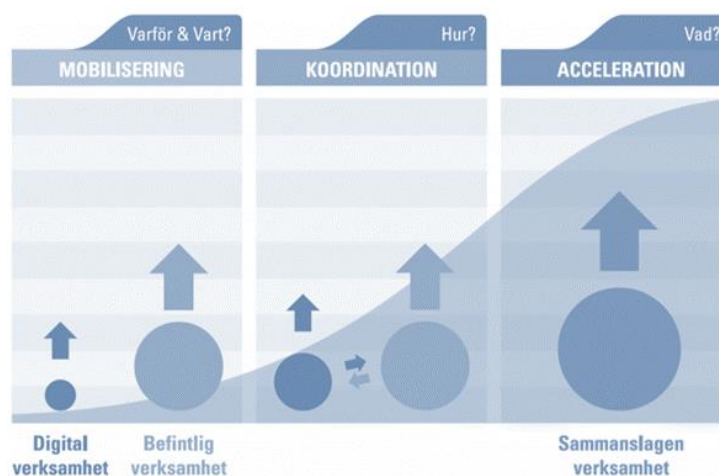 Varför & Vart?
MOBILISERING
Hur?
KOORDINATION
Vad?
ACCELERATION
Digital
verksamhet
Befintlig
verksamhet
Sammanslagen
verksamhet